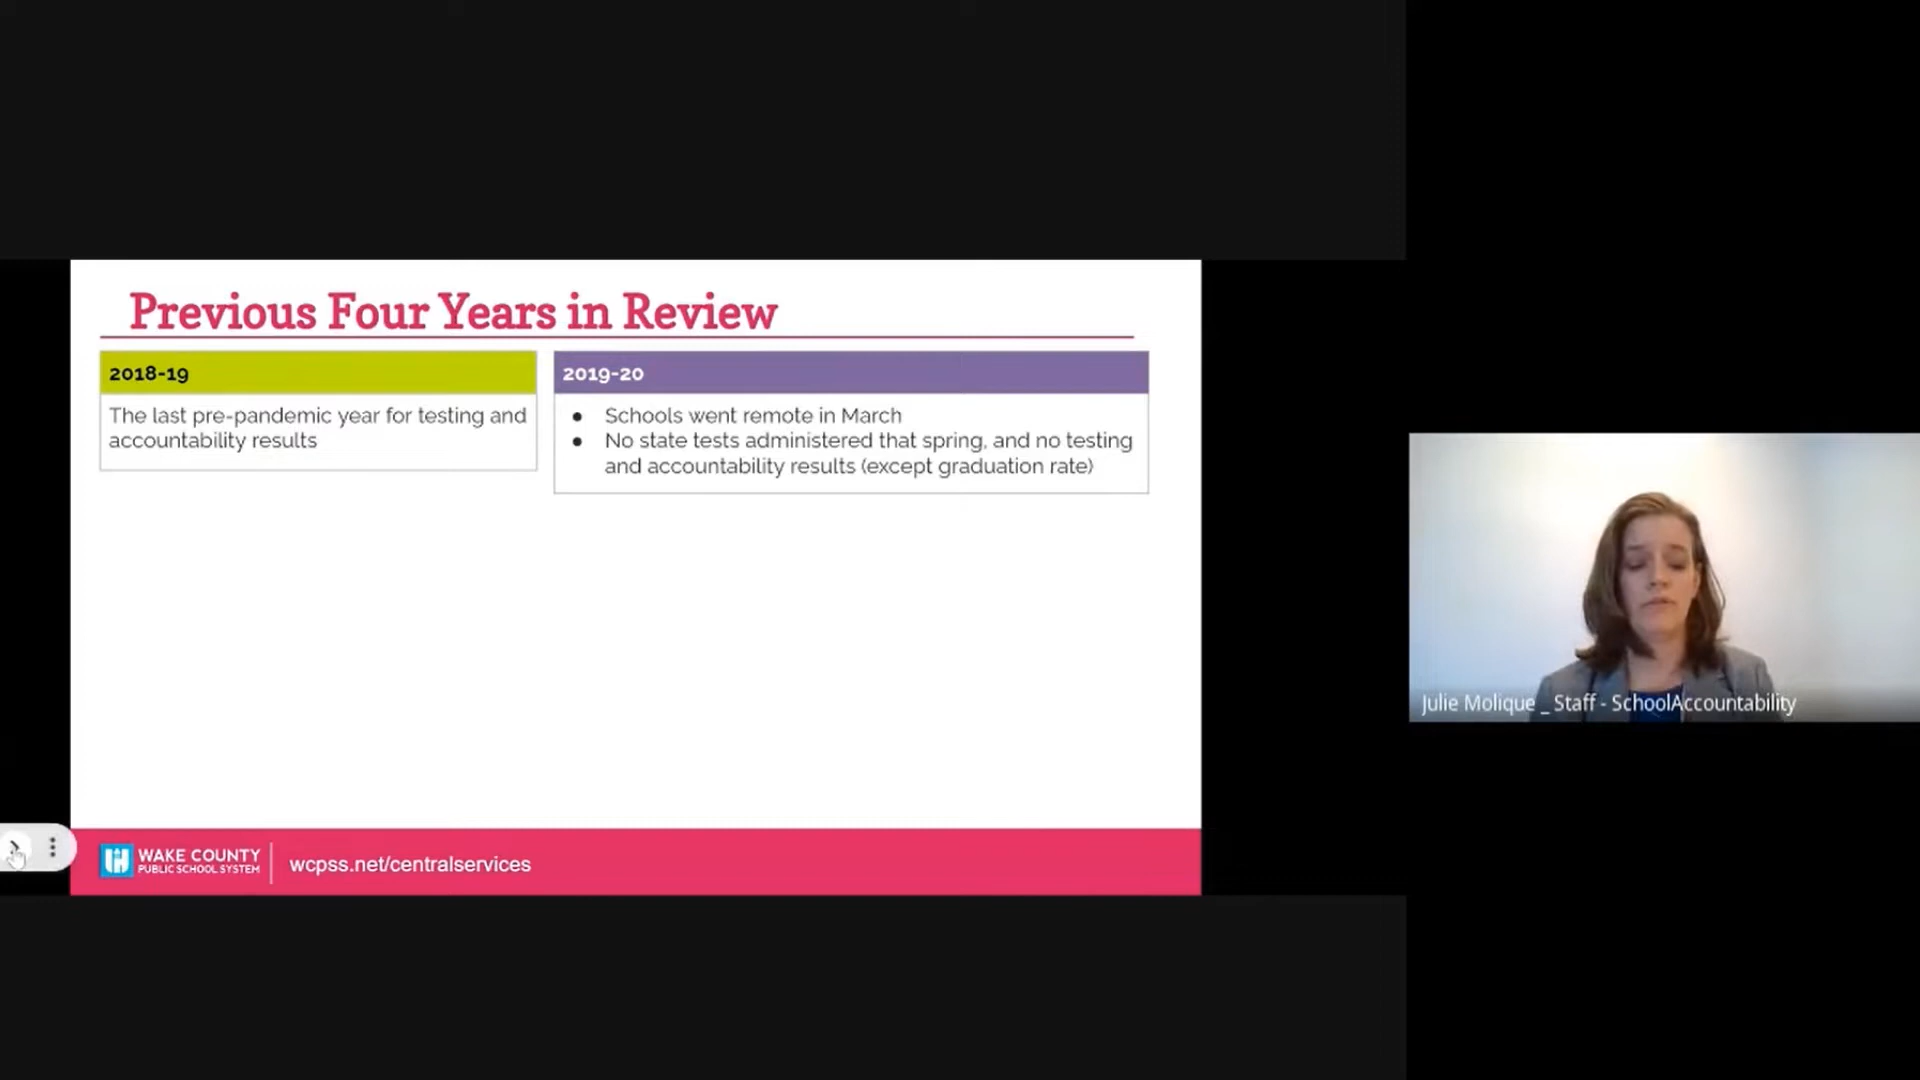 Previous Four Years in Review
2018-19
The last pre-pandemic year for testing and
accountability results
2019-20
● Schools went remote in March
● No state tests administered that spring, and no testing
and accountability results (except graduation rate)
WAKE COUNTY
PUBLIC SCHOOL SYSTEM
wcpss.net/centralservices
Julie Molique _ Staff - SchoolAccountability